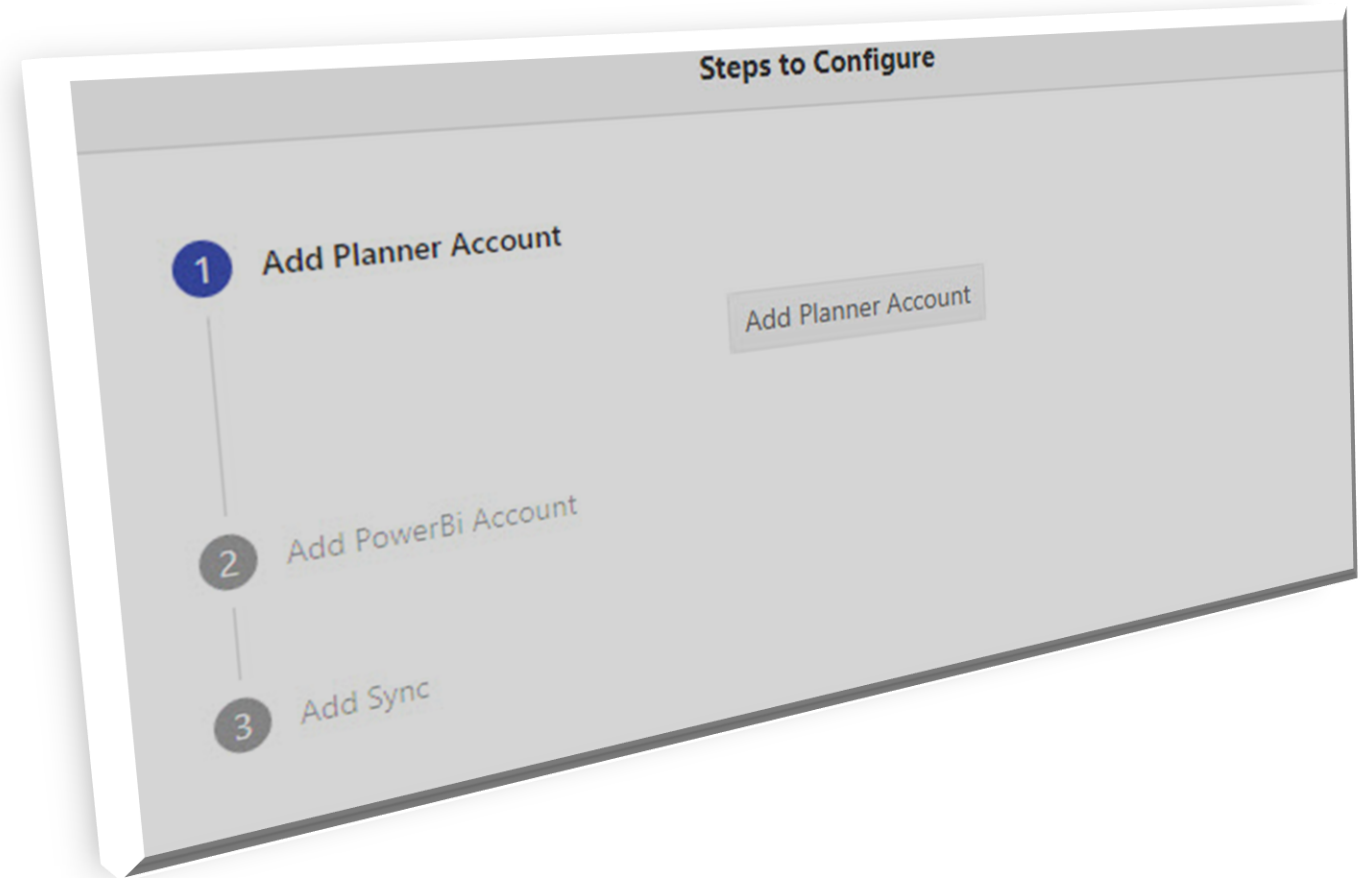 Steps to Configure
1 Add Planner Account
Add Planner Account
2 Add PowerBi Account
3 Add Sync